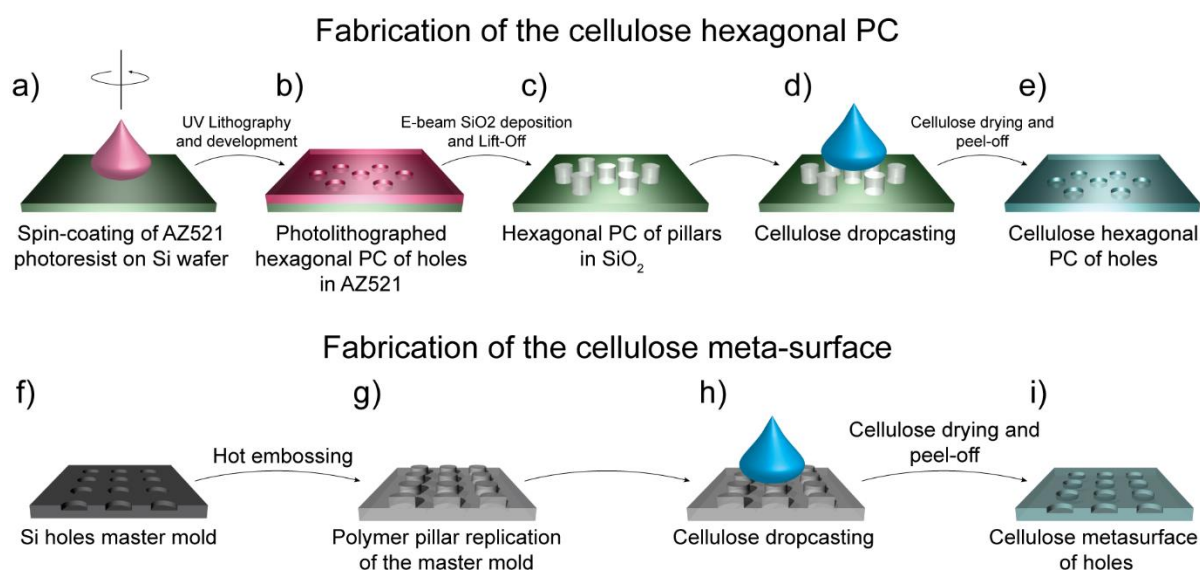 Fabrication of the cellulose hexagonal PC
a)
b)
c)
d)
e)
UV Lithography
and development
E-beam SiO2 deposition
and Lift-Off
Cellulose drying and
peel-off
Spin-coating of AZ521
photoresist on Si wafer
Photolithographed
hexagonal PC of holes
in AZ521
Hexagonal PC of pillars
in SiO₂
Cellulose dropcasting
Cellulose hexagonal
PC of holes
Fabrication of the cellulose meta-surface
f)
g)
h)
i)
Hot embossing
Cellulose drying and
peel-off
Si holes master mold
Polymer pillar replication
of the master mold
Cellulose dropcasting
Cellulose metasurface
of holes